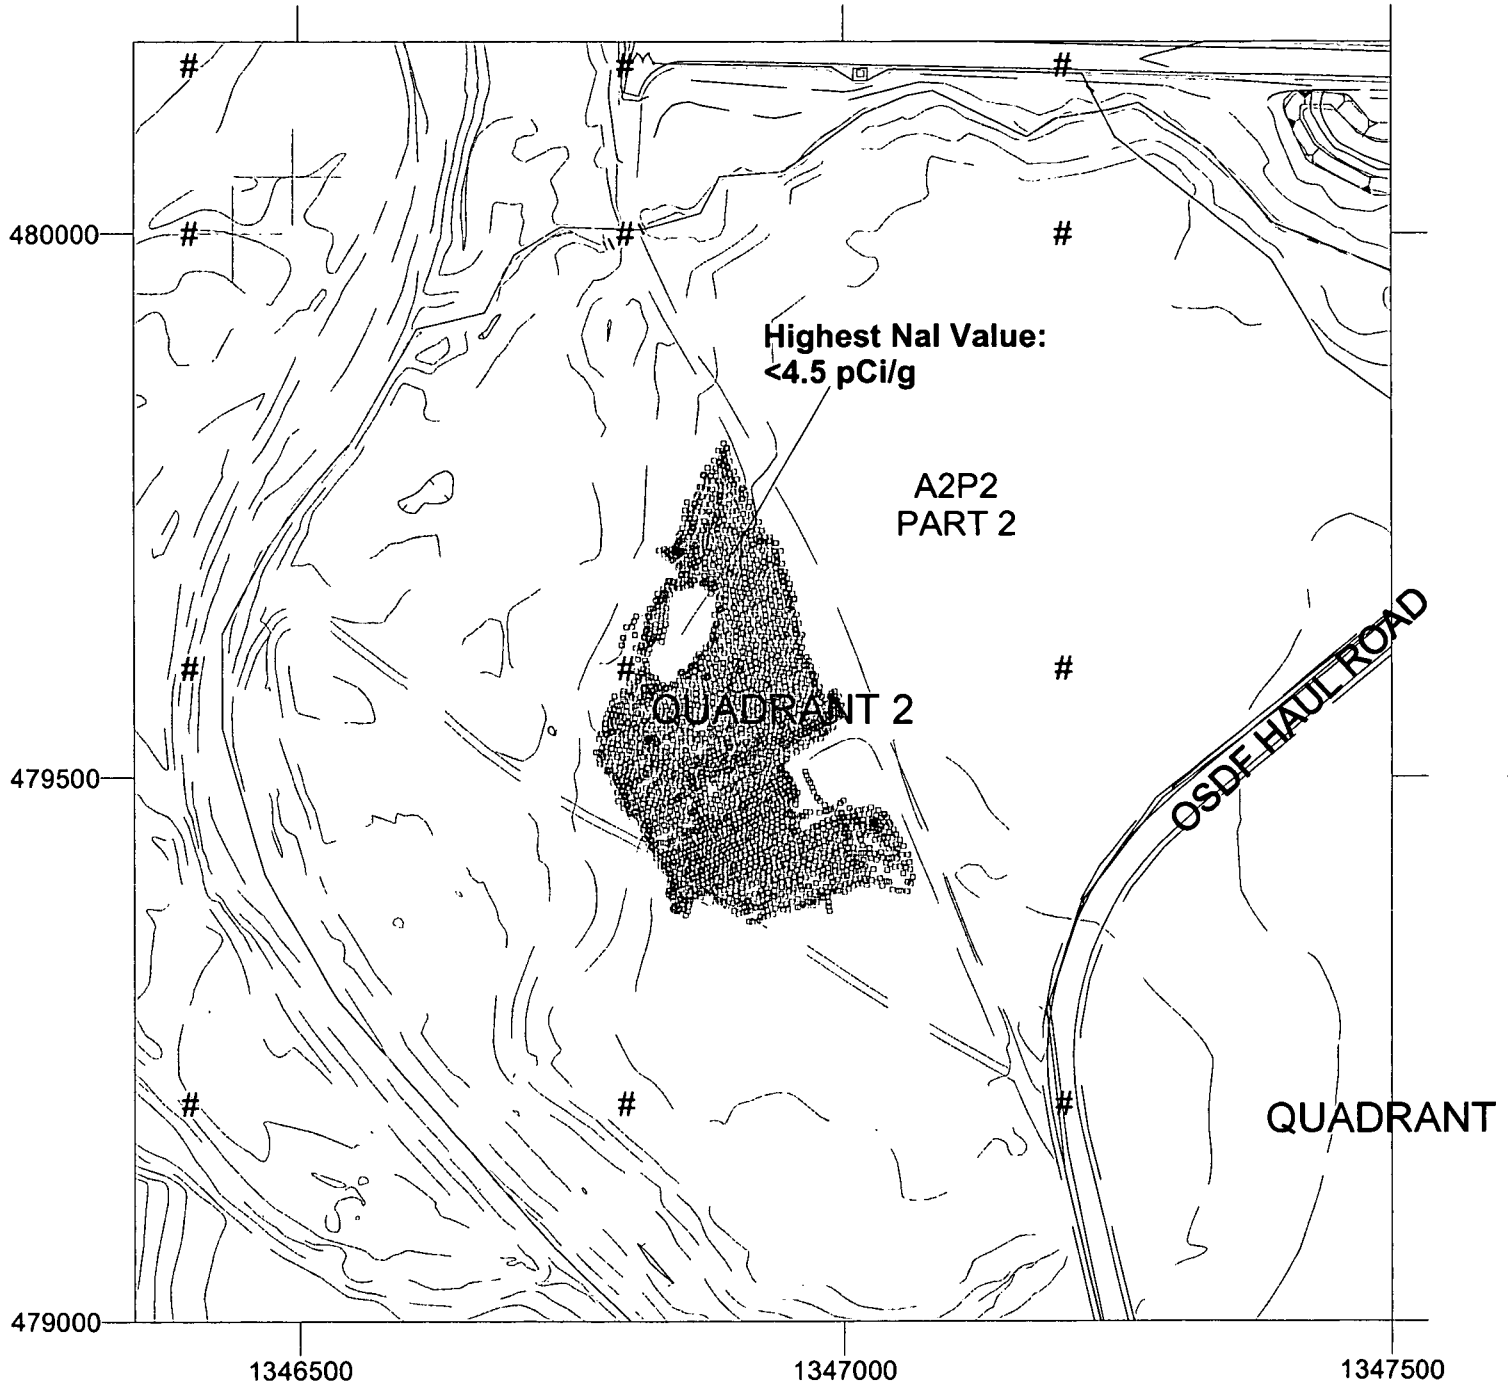 # # #
480000
# # #
Highest NaI Value:
<4.5 pCi/g
A2P2
PART 2
OSDF HAUL ROAD
# # #
QUADRANT 2
479500
# # #
QUADRANT
479000
1346500 1347000 1347500